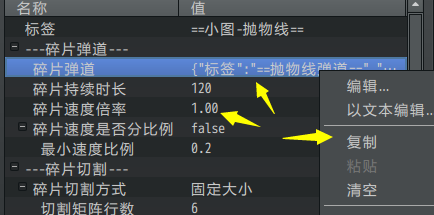 名称 值
标签 ==小图-抛物线==
---碎片弹道---
碎片弹道 {"标签":"==抛物线弹道==","…
碎片持续时长 120
碎片速度倍率 1.00
碎片速度是否分比例 false
最小速度比例 0.2
---碎片切割---
碎片切割方式 固定大小
切割矩阵行数 6
编辑...
以文本编辑...
复制
粘贴
清空